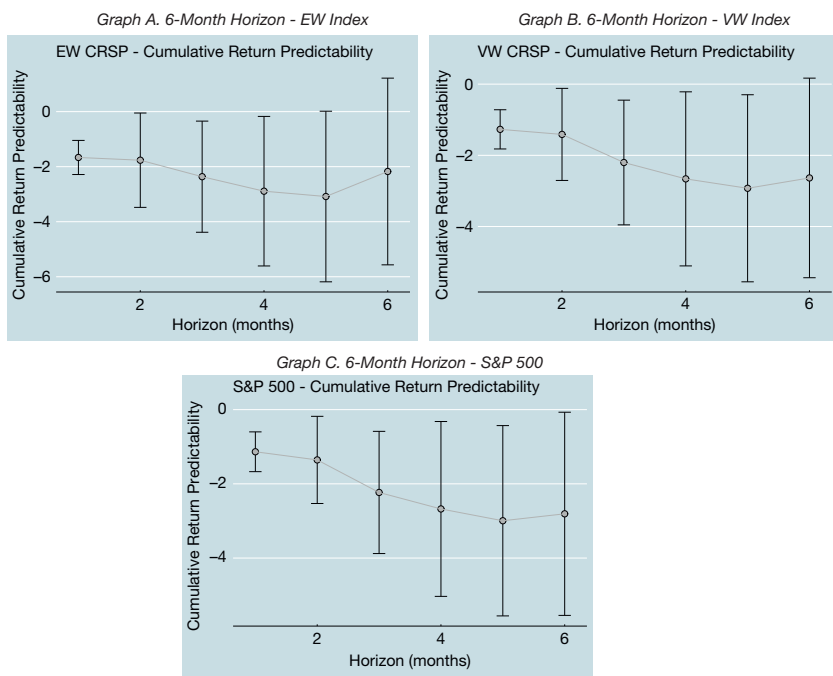 Graph A. 6-Month Horizon - EW Index
EW CRSP - Cumulative Return Predictability
Cumulative Return Predictability
0
−2
−4
−6
2
4
6
Horizon (months)
Graph B. 6-Month Horizon - VW Index
VW CRSP - Cumulative Return Predictability
Cumulative Return Predictability
0
−2
−4
2
4
6
Horizon (months)
Graph C. 6-Month Horizon - S&P 500
S&P 500 - Cumulative Return Predictability
Cumulative Return Predictability
0
−2
−4
2
4
6
Horizon (months)